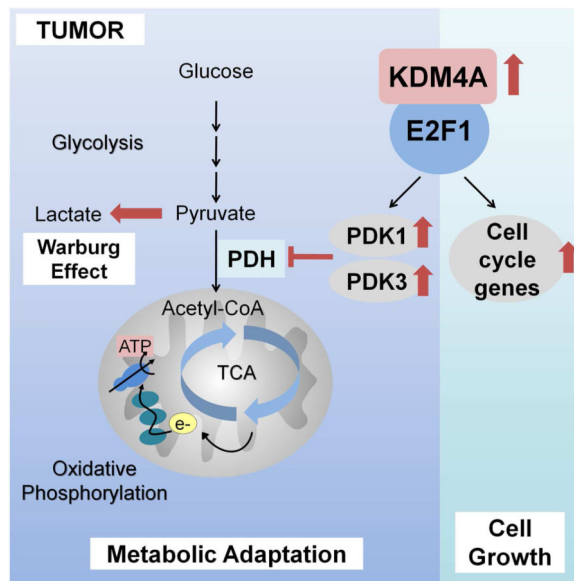 TUMOR
Glucose
KDM4A
E2F1
Glycolysis
Lactate
Pyruvate
Warburg
Effect
PDH
PDK1
PDK3
Cell
cycle
genes
Acetyl-CoA
ATP
TCA
e-
Oxidative
Phosphorylation
Metabolic Adaptation
Cell
Growth